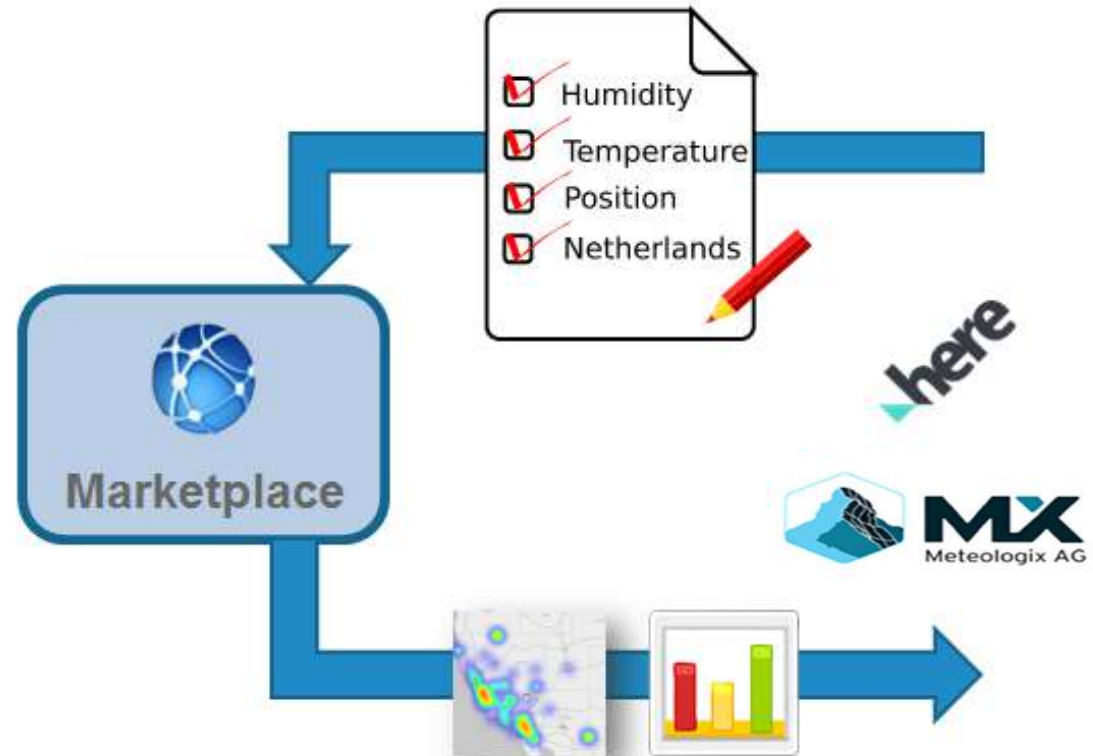 Humidity
Temperature
Position
Netherlands
here
Marketplace
MX
Meteologix AG